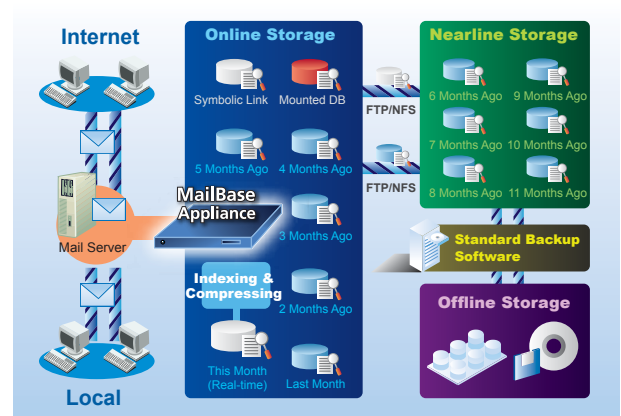 Internet
Mail Server
Local
Online Storage
Symbolic Link
Mounted DB
5 Months Ago
4 Months Ago
MailBase
Appliance
3 Months Ago
Indexing &
Compressing
2 Months Ago
This Month
(Real-time)
Last Month
FTP/NFS
FTP/NFS
Nearline Storage
6 Months Ago
9 Months Ago
7 Months Ago
10 Months Ago
8 Months Ago
11 Months Ago
Standard Backup
Software
Offline Storage